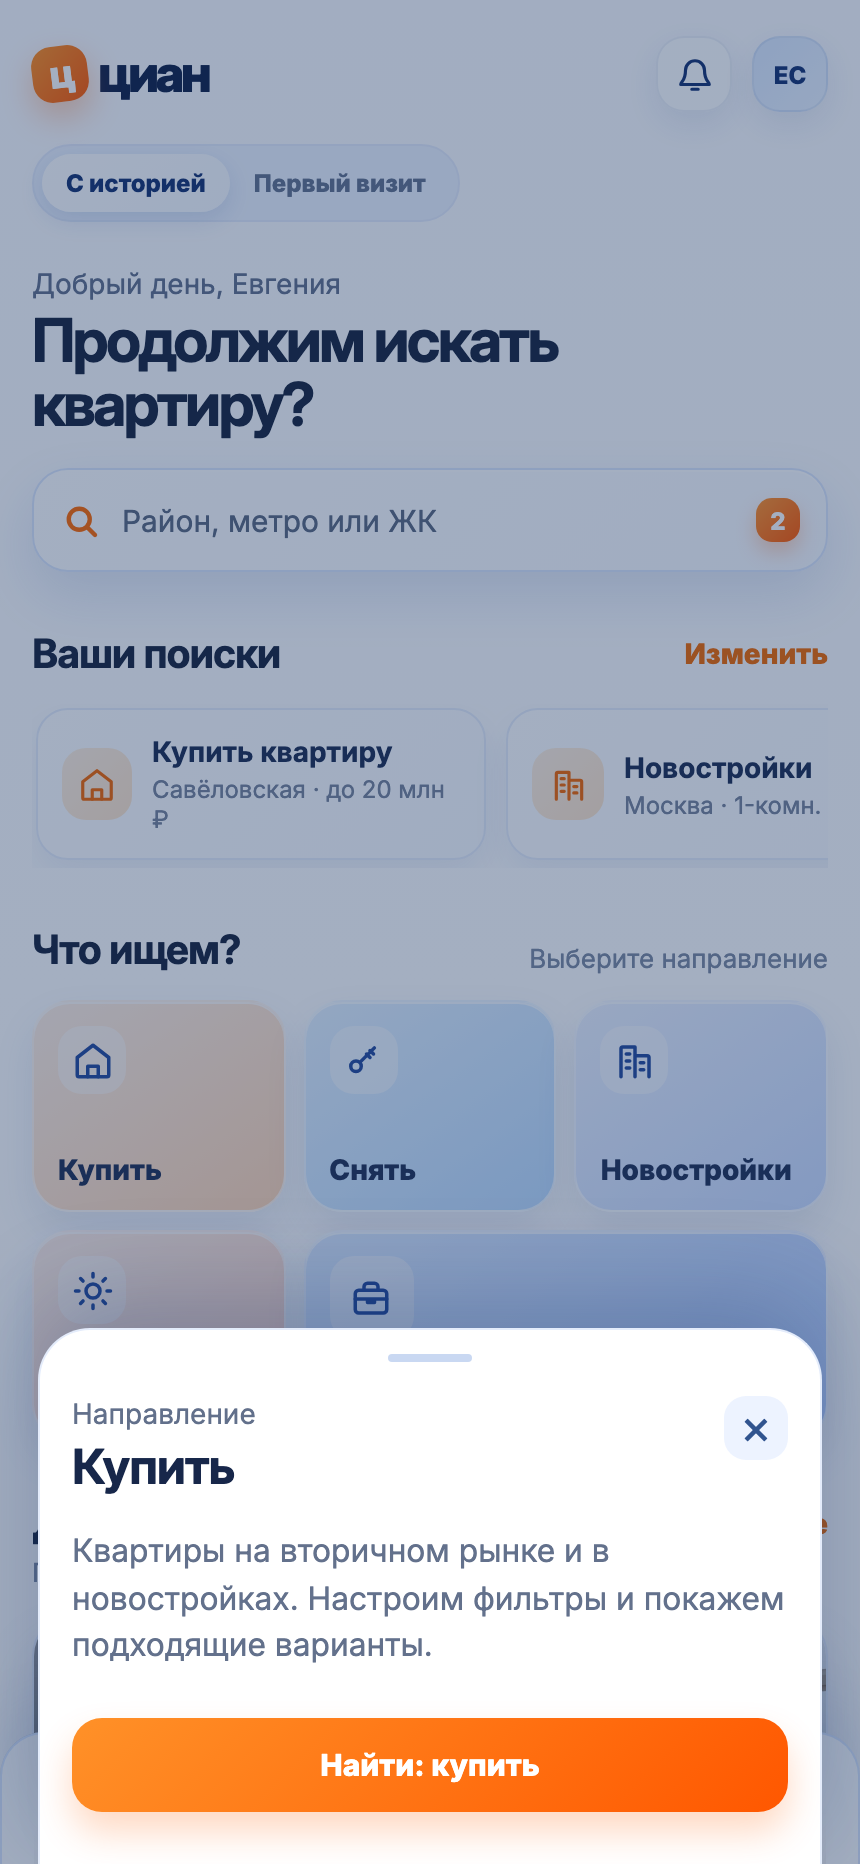 ц циан
ЕС
С историей
Первый визит
Добрый день, Евгения
Продолжим искать
квартиру?
Район, метро или ЖК
2
Ваши поиски
Изменить
Купить квартиру
Савёловская · до 20 млн
₽
Новостройки
Москва · 1-комн.
Что ищем?
Выберите направление
Купить
Снять
Новостройки
Направление
Купить
Квартиры на вторичном рынке и в
новостройках. Настроим фильтры и покажем
подходящие варианты.
Найти: купить